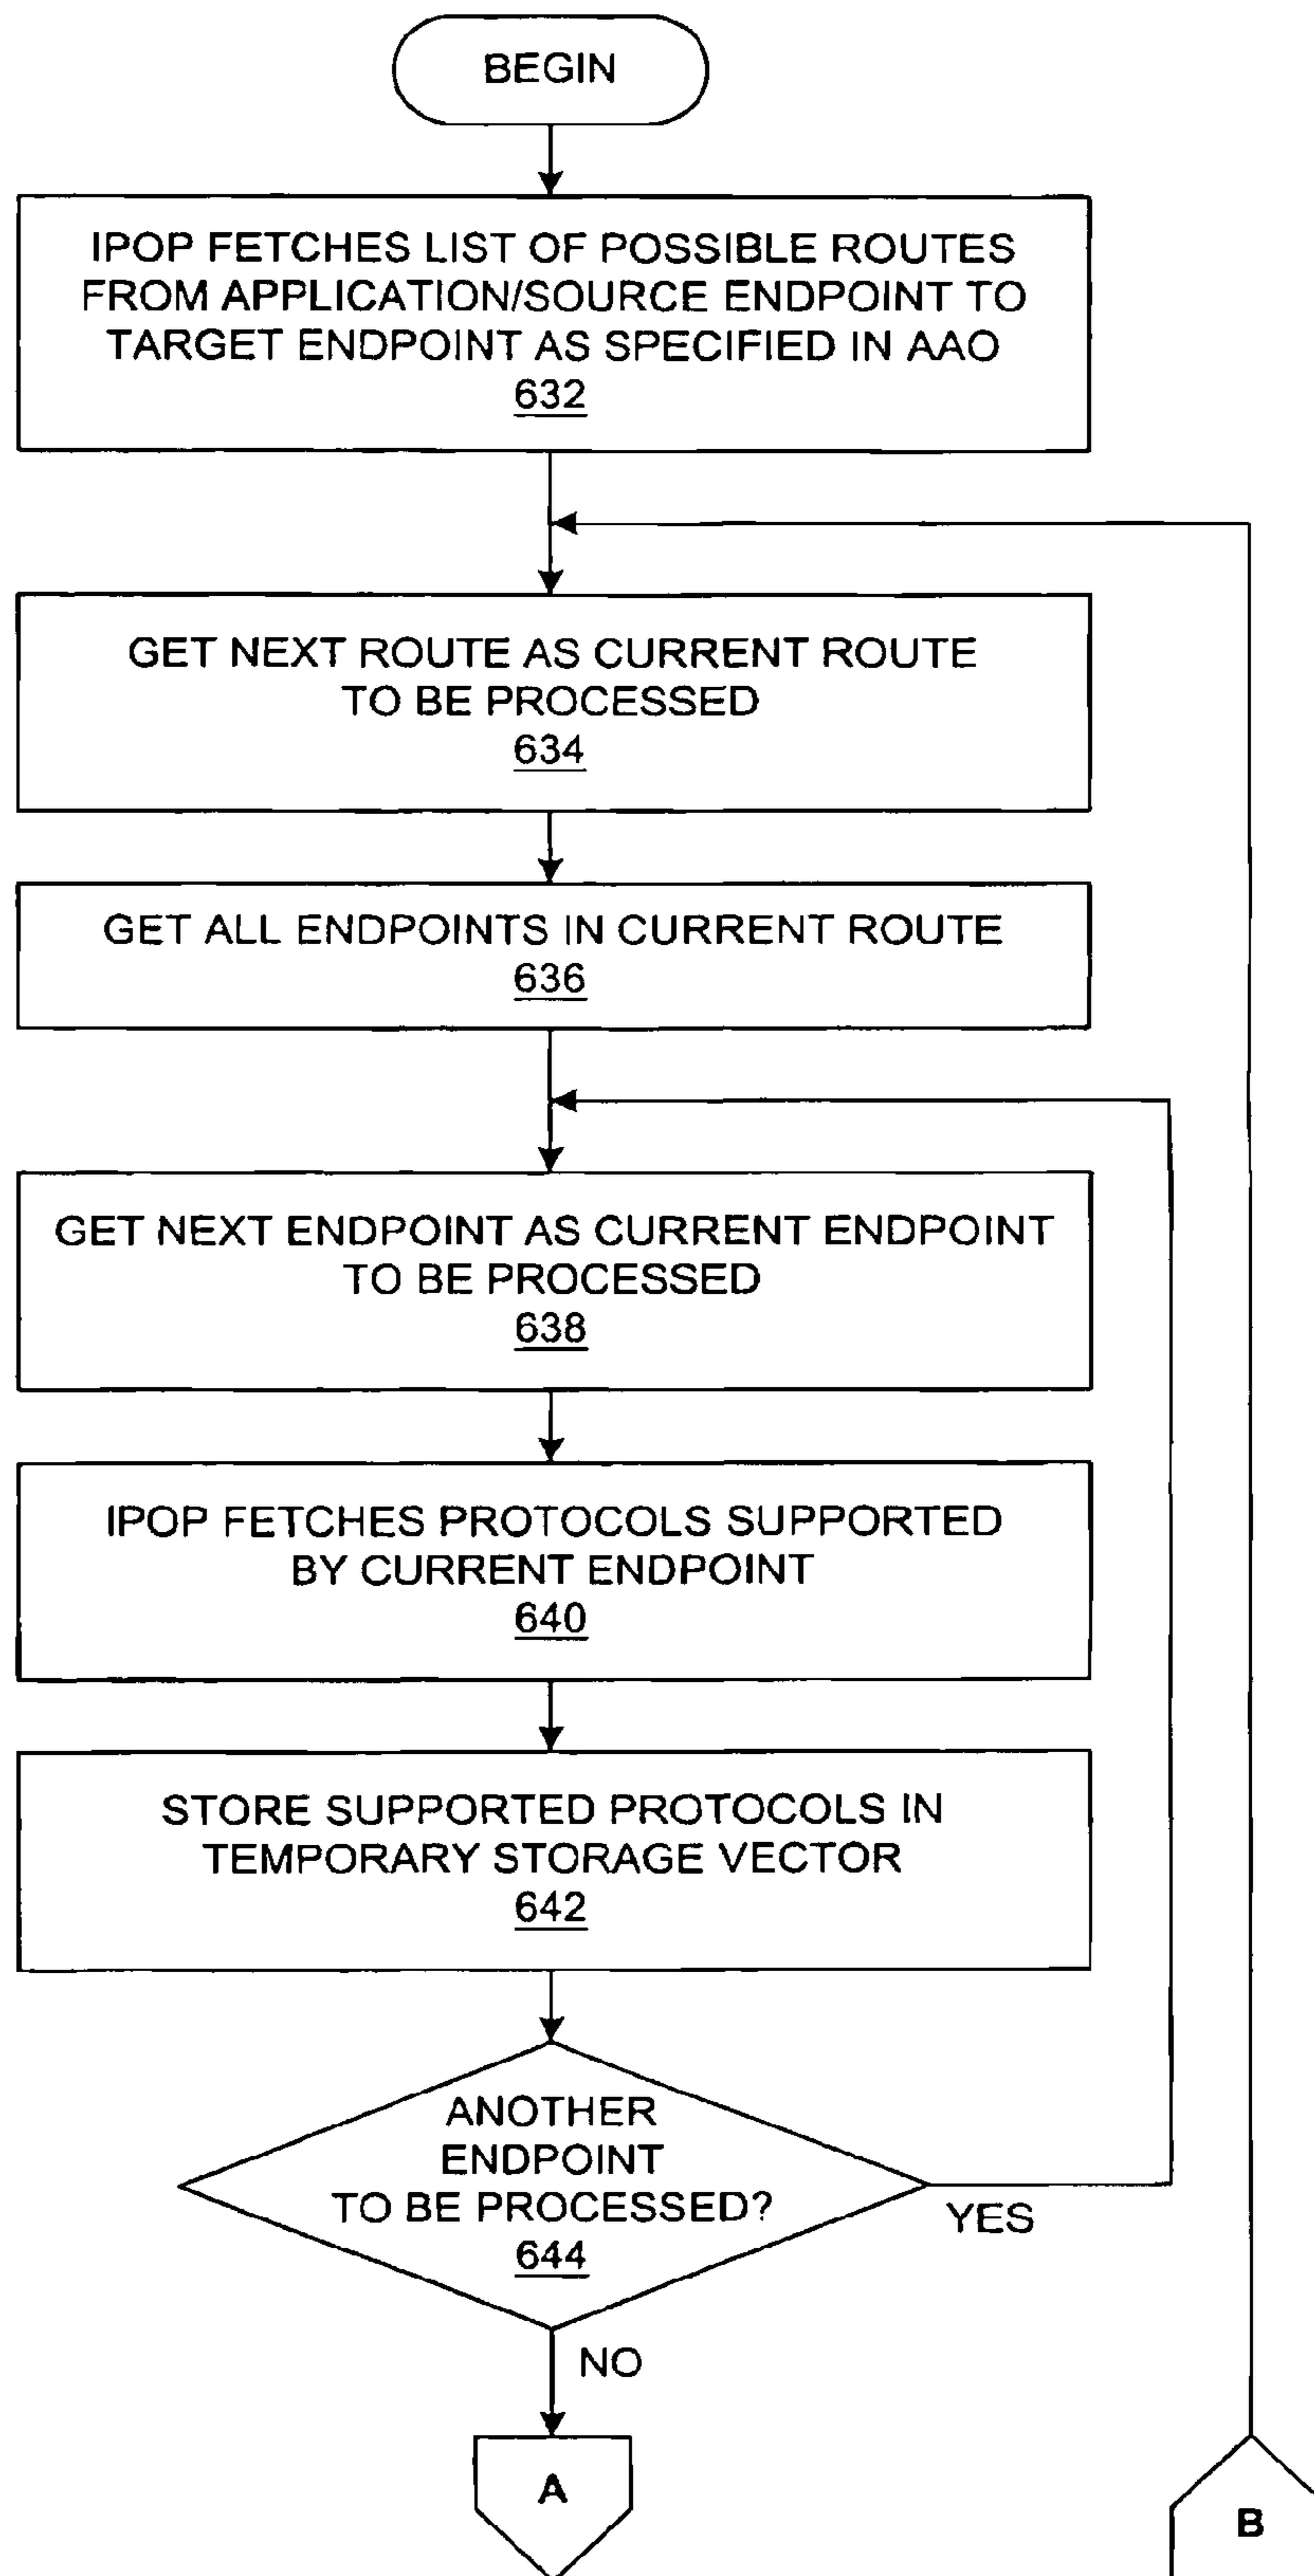 BEGIN
IPOP FETCHES LIST OF POSSIBLE ROUTES
FROM APPLICATION/SOURCE ENDPOINT TO
TARGET ENDPOINT AS SPECIFIED IN AAO
632
GET NEXT ROUTE AS CURRENT ROUTE
TO BE PROCESSED
634
GET ALL ENDPOINTS IN CURRENT ROUTE
636
GET NEXT ENDPOINT AS CURRENT ENDPOINT
TO BE PROCESSED
638
IPOP FETCHES PROTOCOLS SUPPORTED
BY CURRENT ENDPOINT
640
STORE SUPPORTED PROTOCOLS IN
TEMPORARY STORAGE VECTOR
642
ANOTHER
ENDPOINT
TO BE PROCESSED?
644
YES
NO
A
B